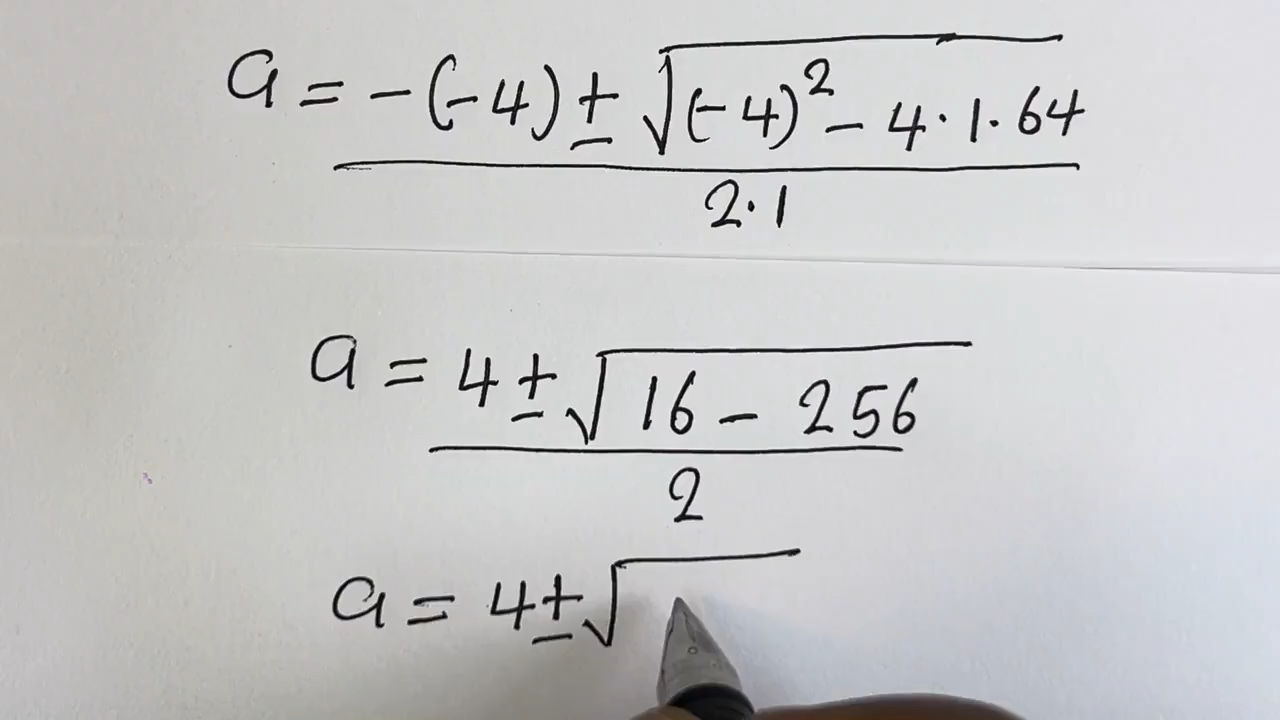 a = -(-4) ± √(-4)² - 4·1·64
2·1
a = 4 ± √16 - 256
2
a = 4 ± √